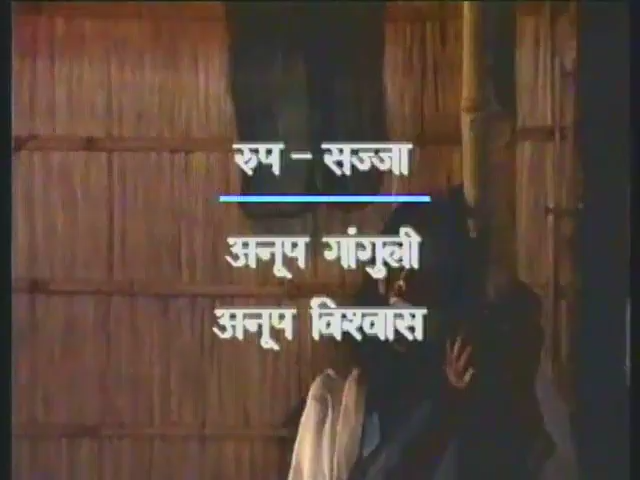 रुप - सज्जा
अनूप गांगुली
अनूप विश्वास